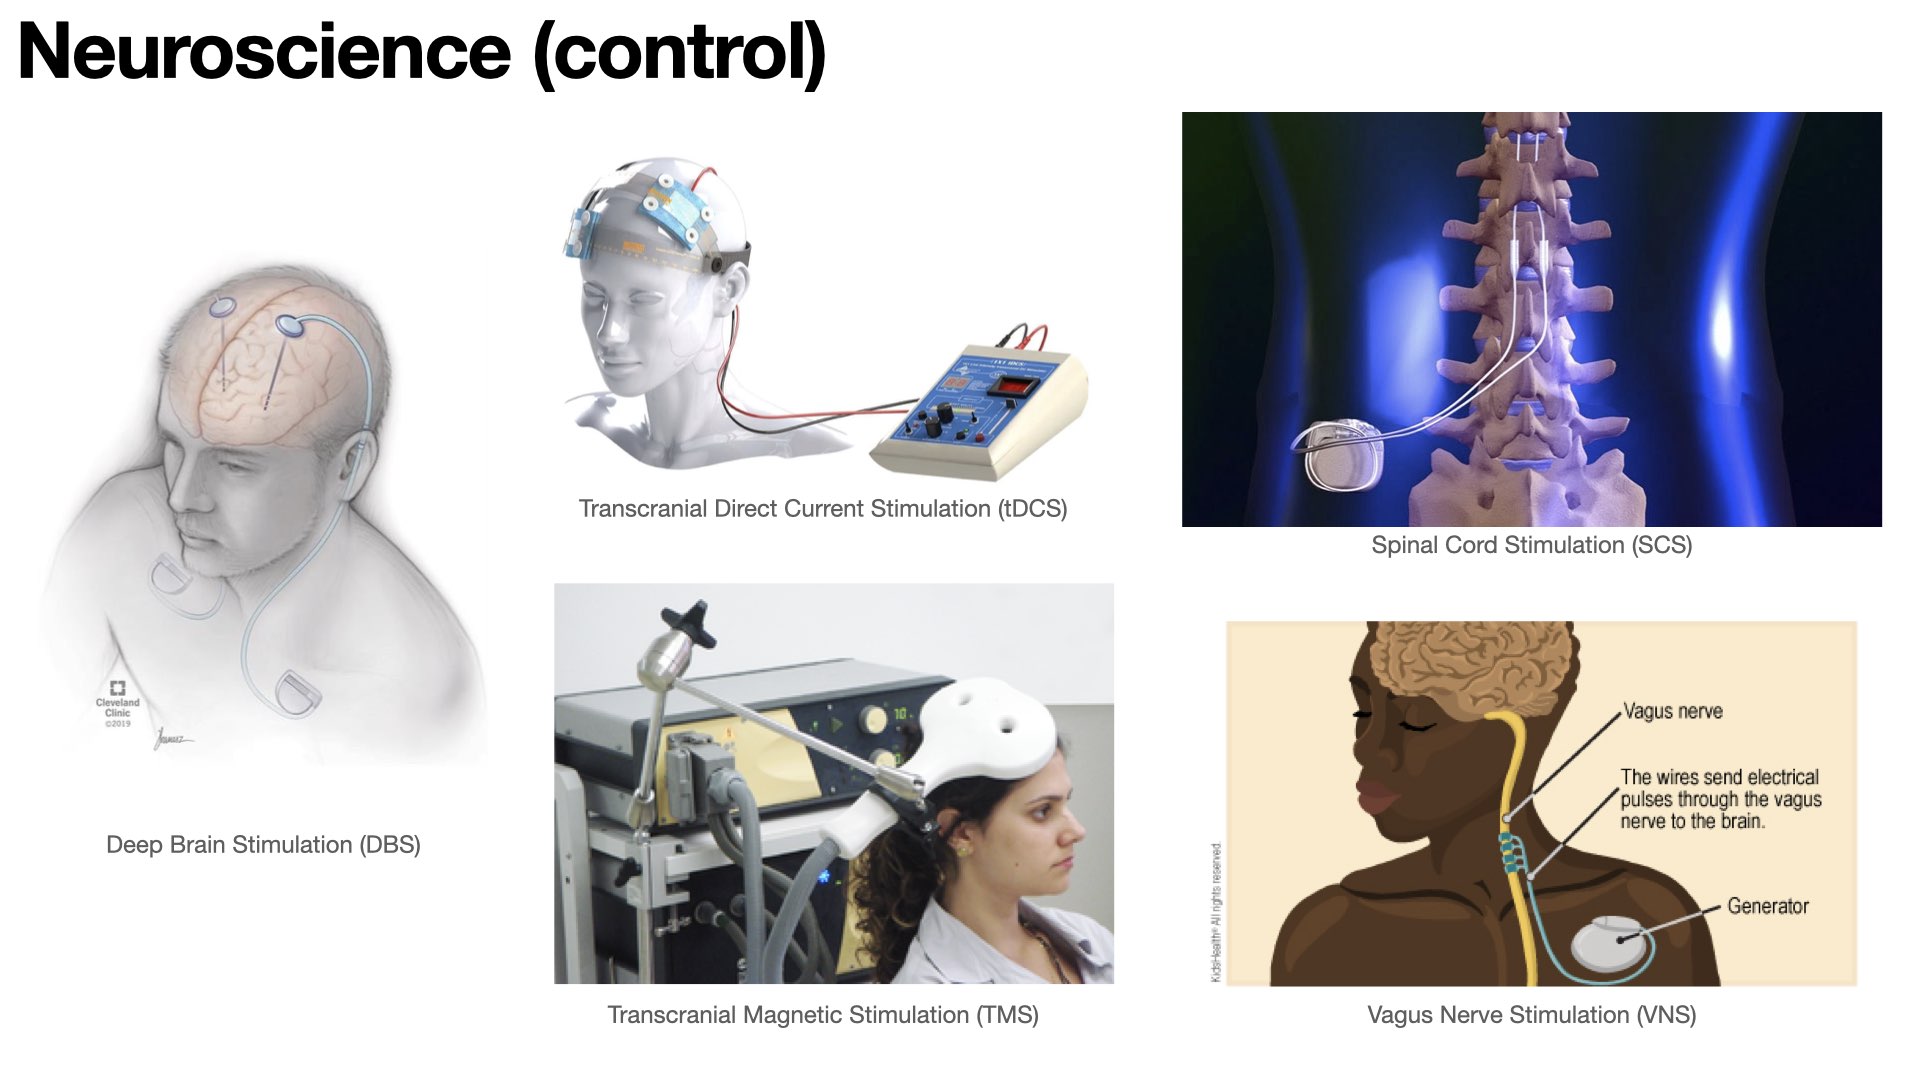 Neuroscience (control)
Cleveland
Clinic
©2019
Deep Brain Stimulation (DBS)
Transcranial Direct Current Stimulation (tDCS)
Transcranial Magnetic Stimulation (TMS)
Spinal Cord Stimulation (SCS)
Vagus nerve
The wires send electrical
pulses through the vagus
nerve to the brain.
Generator
KidsHealth® All rights reserved.
Vagus Nerve Stimulation (VNS)